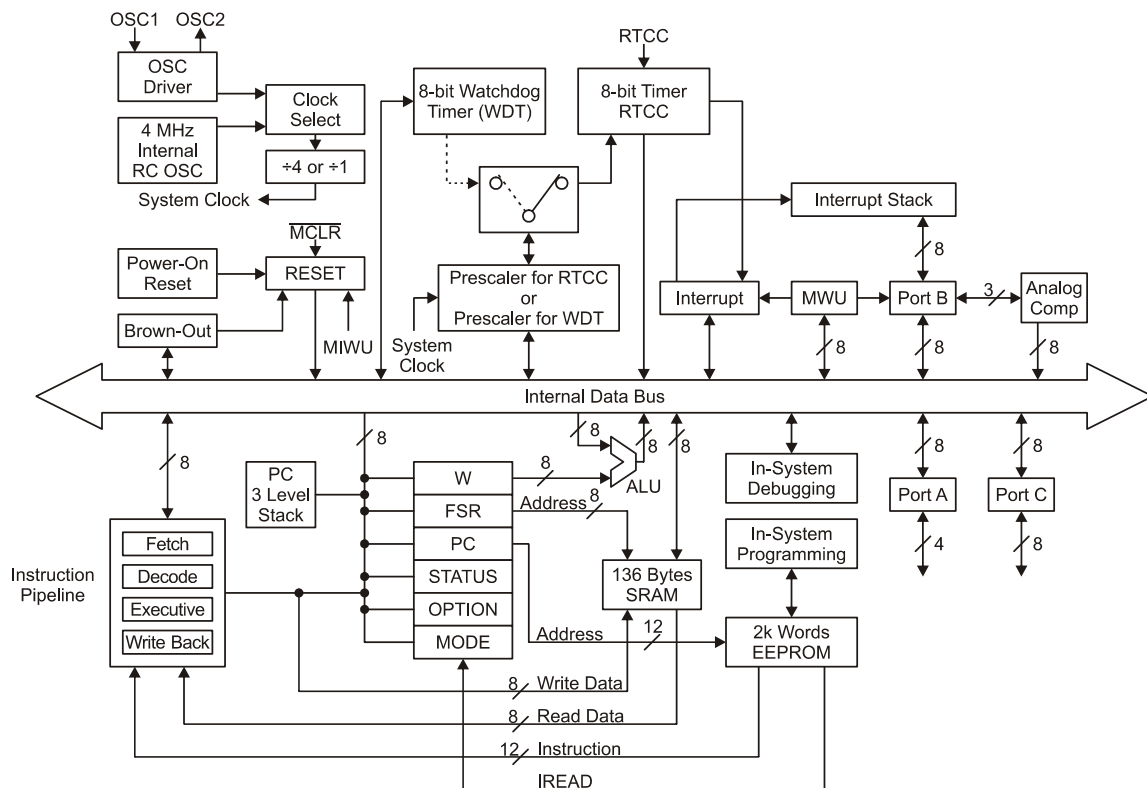 OSC1
OSC2
OSC
Driver
4 MHz
Internal
RC OSC
Clock
Select
÷4 or ÷1
System Clock
8-bit Watchdog
Timer (WDT)
RTCC
8-bit Timer
RTCC
Interrupt Stack
8
MCLR
Power-On
Reset
RESET
Brown-Out
MIWU
Prescaler for RTCC
or
Prescaler for WDT
System
Clock
Interrupt
MWU
Port B
3
Analog
Comp
8
8
8
Internal Data Bus
8
8
8
8
8
8
8
PC
3 Level
Stack
W
FSR
PC
STATUS
OPTION
MODE
8
ALU
Address
8
In-System
Debugging
Port A
Port C
4
8
In-System
Programming
Instruction
Pipeline
Fetch
Decode
Executive
Write Back
136 Bytes
SRAM
Address
12
2k Words
EEPROM
8
Write Data
8
Read Data
12
Instruction
IREAD